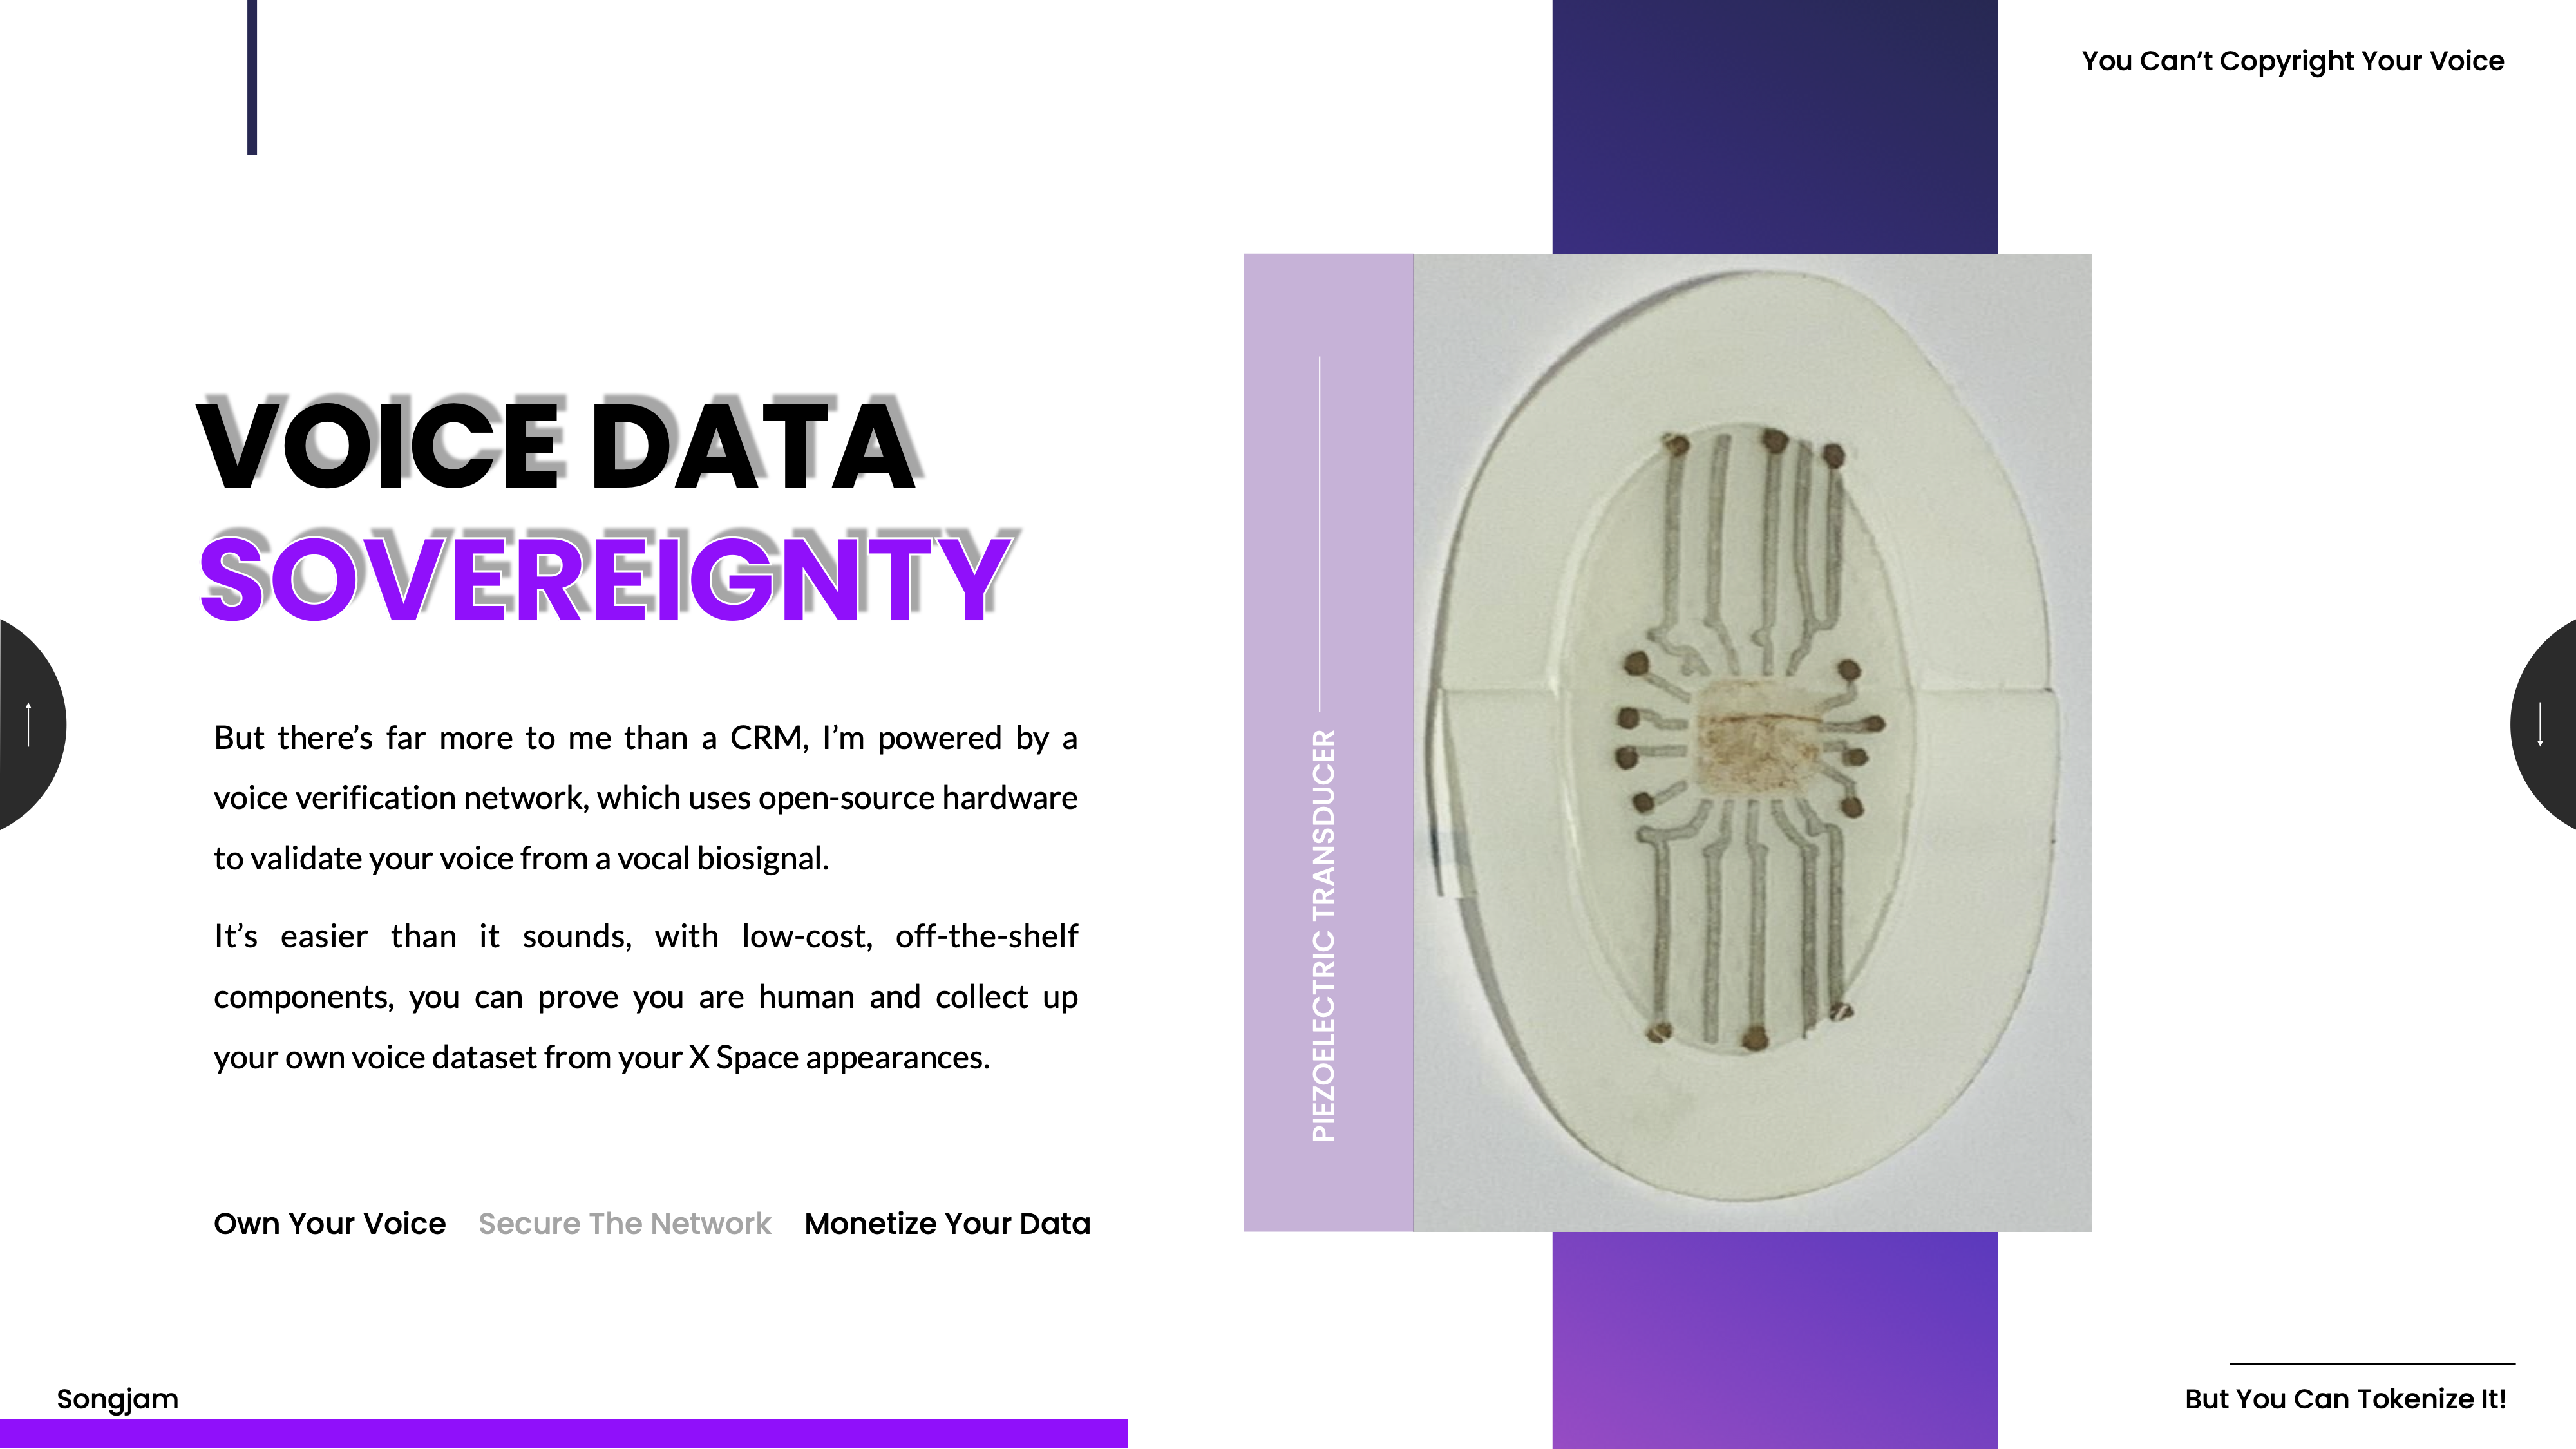 You Can’t Copyright Your Voice
VOICE DATA
SOVEREIGNTY
But there’s far more to me than a CRM, I’m powered by a
voice verification network, which uses open-source hardware
to validate your voice from a vocal biosignal.
It’s easier than it sounds, with low-cost, off-the-shelf
components, you can prove you are human and collect up
your own voice dataset from your X Space appearances.
Own Your Voice Secure The Network Monetize Your Data
PIEZOELECTRIC TRANSDUCER
Songjam
But You Can Tokenize It!